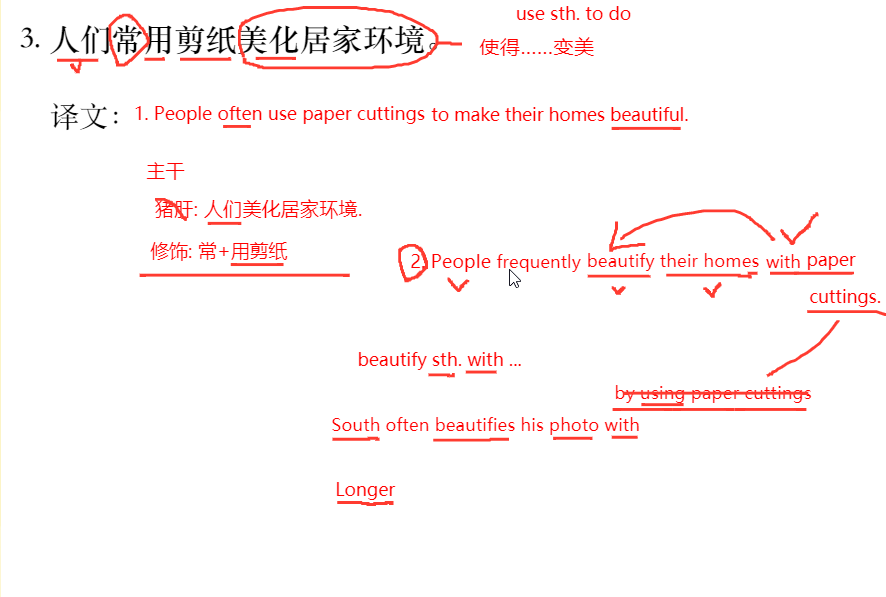 use sth. to do
3. 人们常用剪纸美化居家环境。
使得……变美
译文：1. People often use paper cuttings to make their homes beautiful.
主干
猪肝: 人们美化居家环境.
修饰: 常+用剪纸
2. People frequently beautify their homes with paper
cuttings.
beautify sth. with ...
by using paper cuttings
South often beautifies his photo with
Longer